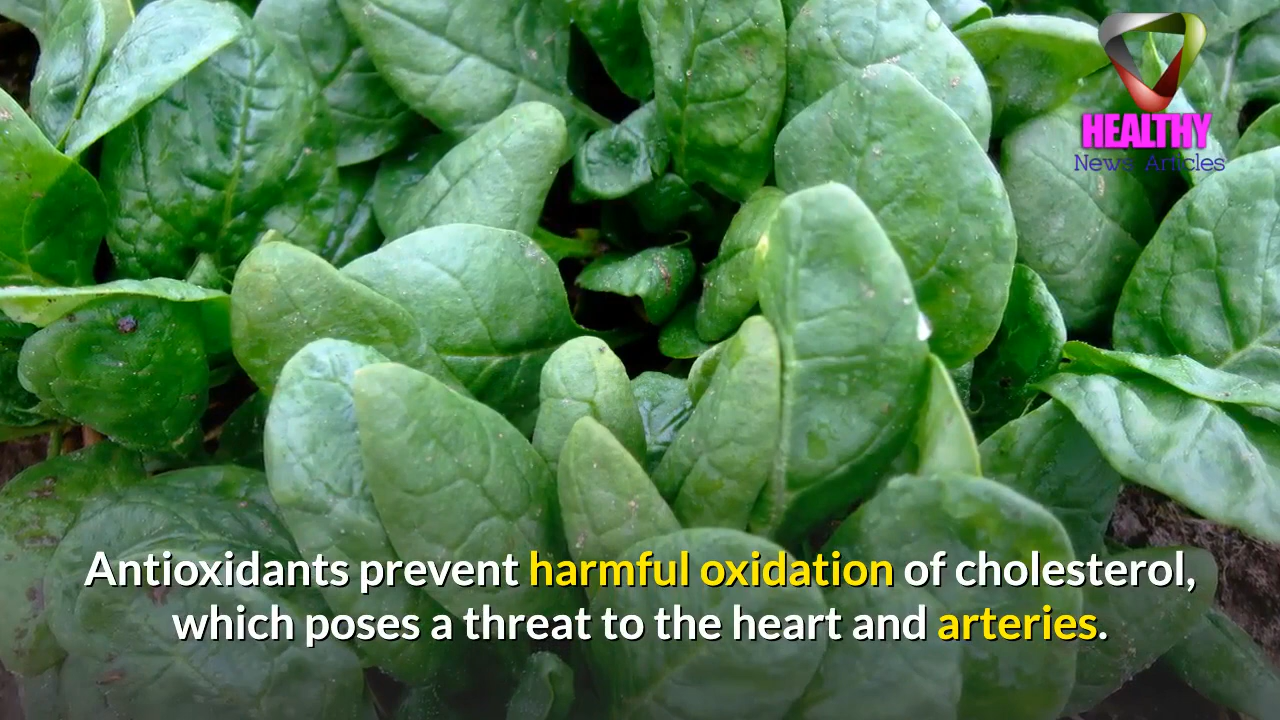 HEALTHY
News Articles
Antioxidants prevent harmful oxidation of cholesterol,
which poses a threat to the heart and arteries.